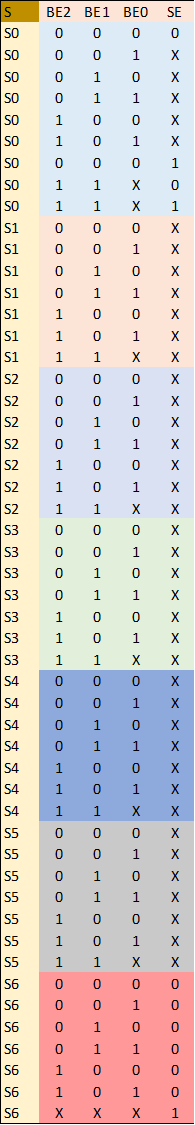 S BE2 BE1 BE0 SE
S0 0 0 0 0
S0 0 0 1 X
S0 0 1 0 X
S0 0 1 1 X
S0 1 0 0 X
S0 1 0 1 X
S0 0 0 0 1
S0 1 1 X 0
S0 1 1 X 1
S1 0 0 0 X
S1 0 0 1 X
S1 0 1 0 X
S1 0 1 1 X
S1 1 0 0 X
S1 1 0 1 X
S1 1 1 X X
S2 0 0 0 X
S2 0 0 1 X
S2 0 1 0 X
S2 0 1 1 X
S2 1 0 0 X
S2 1 0 1 X
S2 1 1 X X
S3 0 0 0 X
S3 0 0 1 X
S3 0 1 0 X
S3 0 1 1 X
S3 1 0 0 X
S3 1 0 1 X
S3 1 1 X X
S4 0 0 0 X
S4 0 0 1 X
S4 0 1 0 X
S4 0 1 1 X
S4 1 0 0 X
S4 1 0 1 X
S4 1 1 X X
S5 0 0 0 X
S5 0 0 1 X
S5 0 1 0 X
S5 0 1 1 X
S5 1 0 0 X
S5 1 0 1 X
S5 1 1 X X
S6 0 0 0 0
S6 0 0 1 0
S6 0 1 0 0
S6 0 1 1 0
S6 1 0 0 0
S6 1 0 1 0
S6 X X X 1